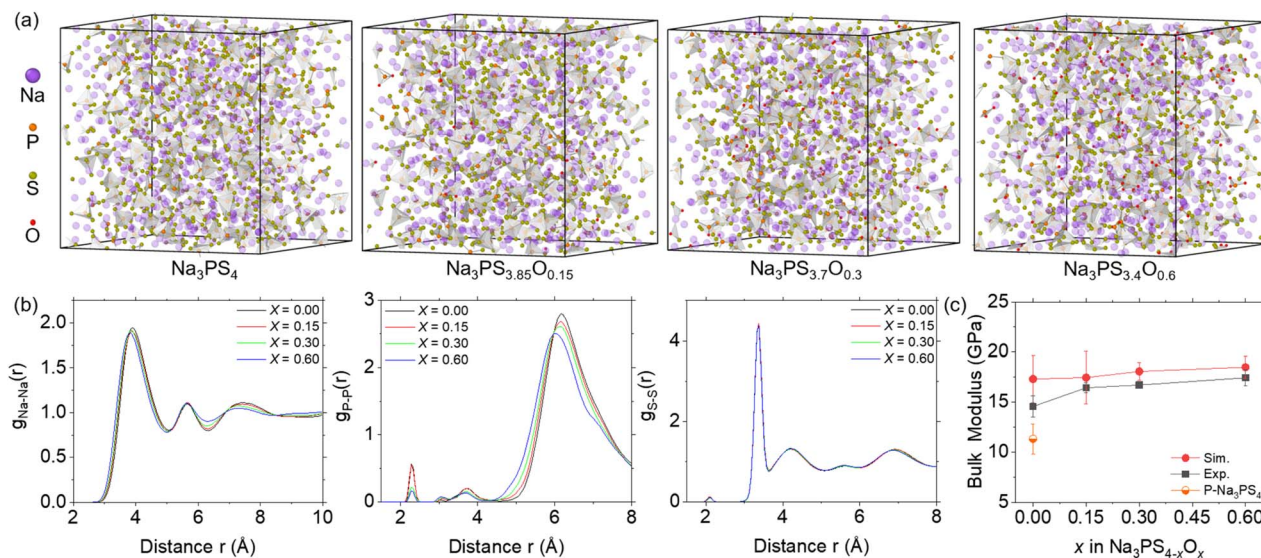 (a)
Na
P
S
O
Na₃PS₄
Na₃PS₃.₈₅O₀.₁₅
Na₃PS₃.₇O₀.₃
Na₃PS₃.₄O₀.₆
(b)
g_Na-Na(r)
2.0
1.5
1.0
0.5
0.0
X = 0.00
X = 0.15
X = 0.30
X = 0.60
2 4 6 8 10
Distance r (Å)
g_P-P(r)
3
2
1
0
X = 0.00
X = 0.15
X = 0.30
X = 0.60
2 4 6 8
Distance r (Å)
g_S-S(r)
4
2
0
X = 0.00
X = 0.15
X = 0.30
X = 0.60
2 4 6 8
Distance r (Å)
(c)
Bulk Modulus (GPa)
25
20
15
10
5
0
Sim.
Exp.
P-Na₃PS₄
0.00 0.15 0.30 0.45 0.60
x in Na₃PS₄₋ₓOₓ